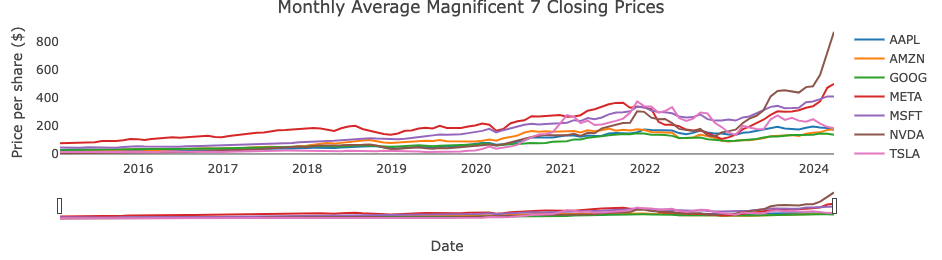 Monthly Average Magnificent 7 Closing Prices
Price per share ($)
800
600
400
200
0
2016 2017 2018 2019 2020 2021 2022 2023 2024
AAPL
AMZN
GOOG
META
MSFT
NVDA
TSLA
Date